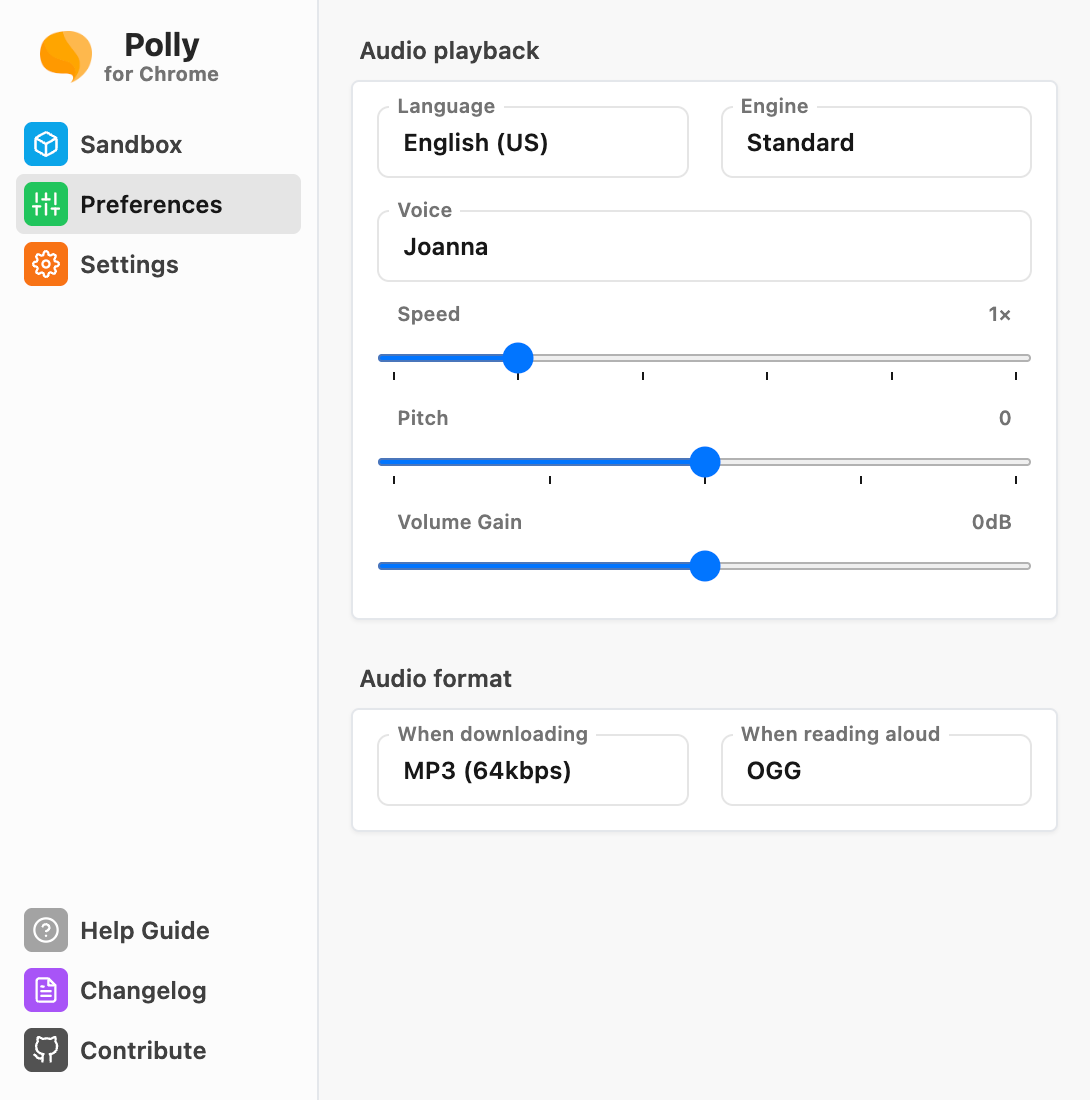 Polly
for Chrome
Sandbox
Preferences
Settings
Help Guide
Changelog
Contribute
Audio playback
Language
English (US)
Engine
Standard
Voice
Joanna
Speed
1×
Pitch
0
Volume Gain
0dB
Audio format
When downloading
MP3 (64kbps)
When reading aloud
OGG